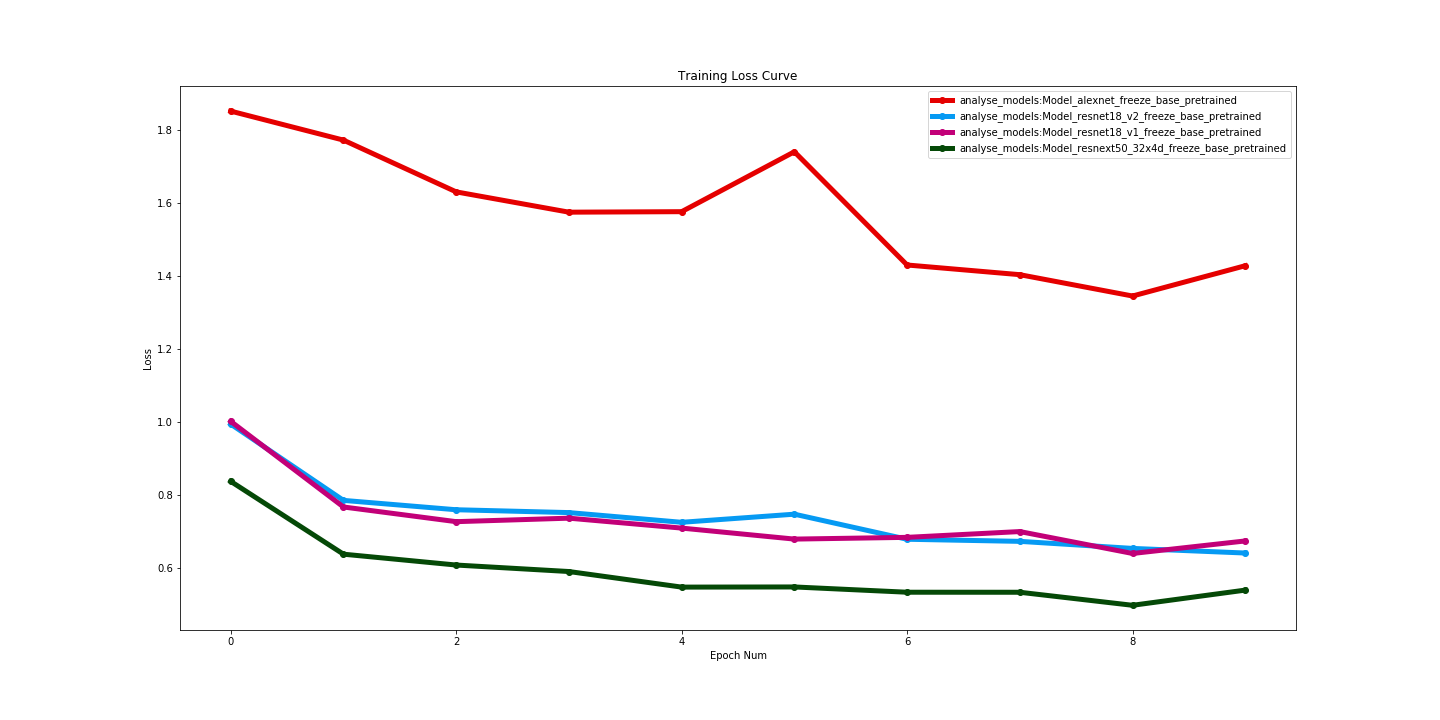 Training Loss Curve
analyse_models:Model_alexnet_freeze_base_pretrained
analyse_models:Model_resnet18_v2_freeze_base_pretrained
analyse_models:Model_resnet18_v1_freeze_base_pretrained
analyse_models:Model_resnext50_32x4d_freeze_base_pretrained
1.8
1.6
1.4
1.2
1.0
0.8
0.6
Loss
0 2 4 6 8
Epoch Num